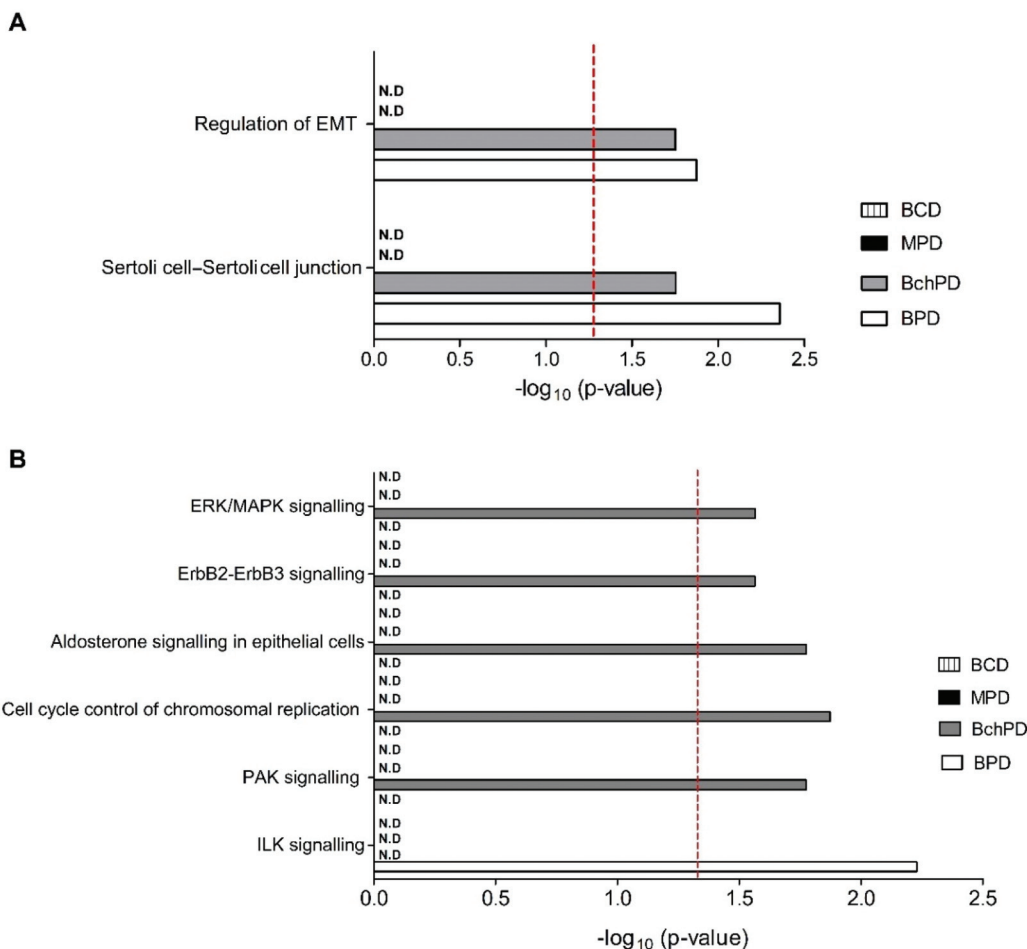 A
N.D
N.D
Regulation of EMT
N.D
N.D
Sertoli cell–Sertoli cell junction
0.0 0.5 1.0 1.5 2.0 2.5
-log10 (p-value)
BCD
MPD
BchPD
BPD
B
N.D
N.D
ERK/MAPK signalling
N.D
N.D
N.D
ErbB2-ErbB3 signalling
N.D
N.D
N.D
Aldosterone signalling in epithelial cells
N.D
N.D
N.D
Cell cycle control of chromosomal replication
N.D
N.D
N.D
PAK signalling
N.D
N.D
N.D
ILK signalling
N.D
0.0 0.5 1.0 1.5 2.0 2.5
-log10 (p-value)
BCD
MPD
BchPD
BPD